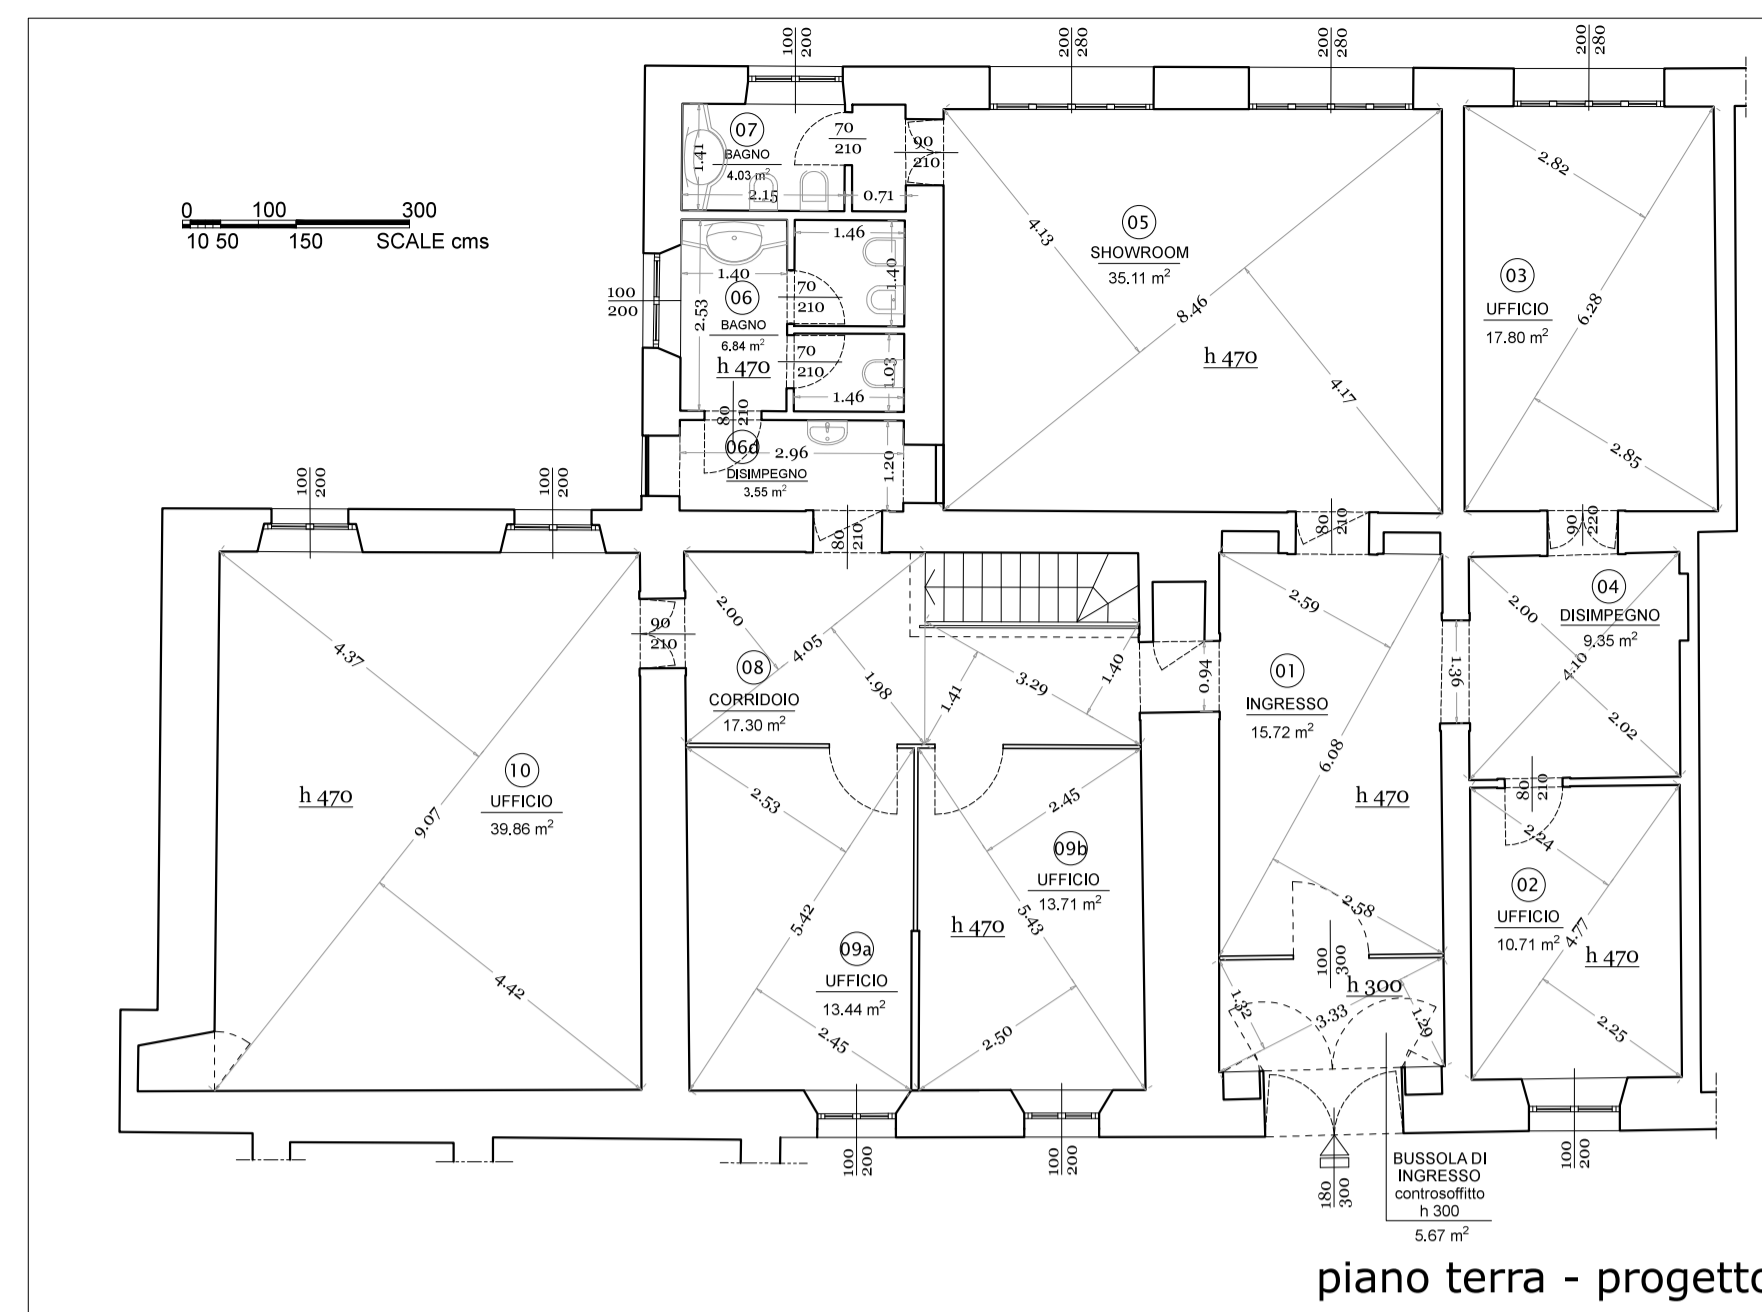 100
200
200
280
200
280
200
280
0 100 300
10 50 150 SCALE cms
07
BAGNO
4.03 m²
1.41
2.15
70
210
0.71
90
210
100
200
1.40
06
BAGNO
6.84 m²
h 470
2.53
1.46
1.40
70
210
70
210
1.03
1.46
80
210
06d
2.96
DISIMPEGNO
3,55 m²
1.20
05
SHOWROOM
35.11 m²
4.13
8.46
4.17
h 470
03
UFFICIO
17.80 m²
2.82
6.28
2.85
100
200
100
200
80
210
80
210
90
220
4.37
9.07
4.42
10
UFFICIO
39.86 m²
h 470
90
210
2.00
4.05
1.98
08
CORRIDOIO
17.30 m²
1.41
3.29
1.40
0.94
2.59
01
INGRESSO
15.72 m²
6.08
h 470
2.58
1.36
04
DISIMPEGNO
9.35 m²
2.00
4.10
2.02
80
210
2.53
5.42
09a
UFFICIO
13.44 m²
2.45
2.45
09b
UFFICIO
13.71 m²
h 470
5.43
2.50
100
300
h 300
1.32
3.33
1.29
2.24
02
UFFICIO
10.71 m²
4.77
h 470
2.25
100
200
100
200
180
300
100
200
BUSSOLA DI
INGRESSO
controsoffitto
h 300
5.67 m²
piano terra - progetto